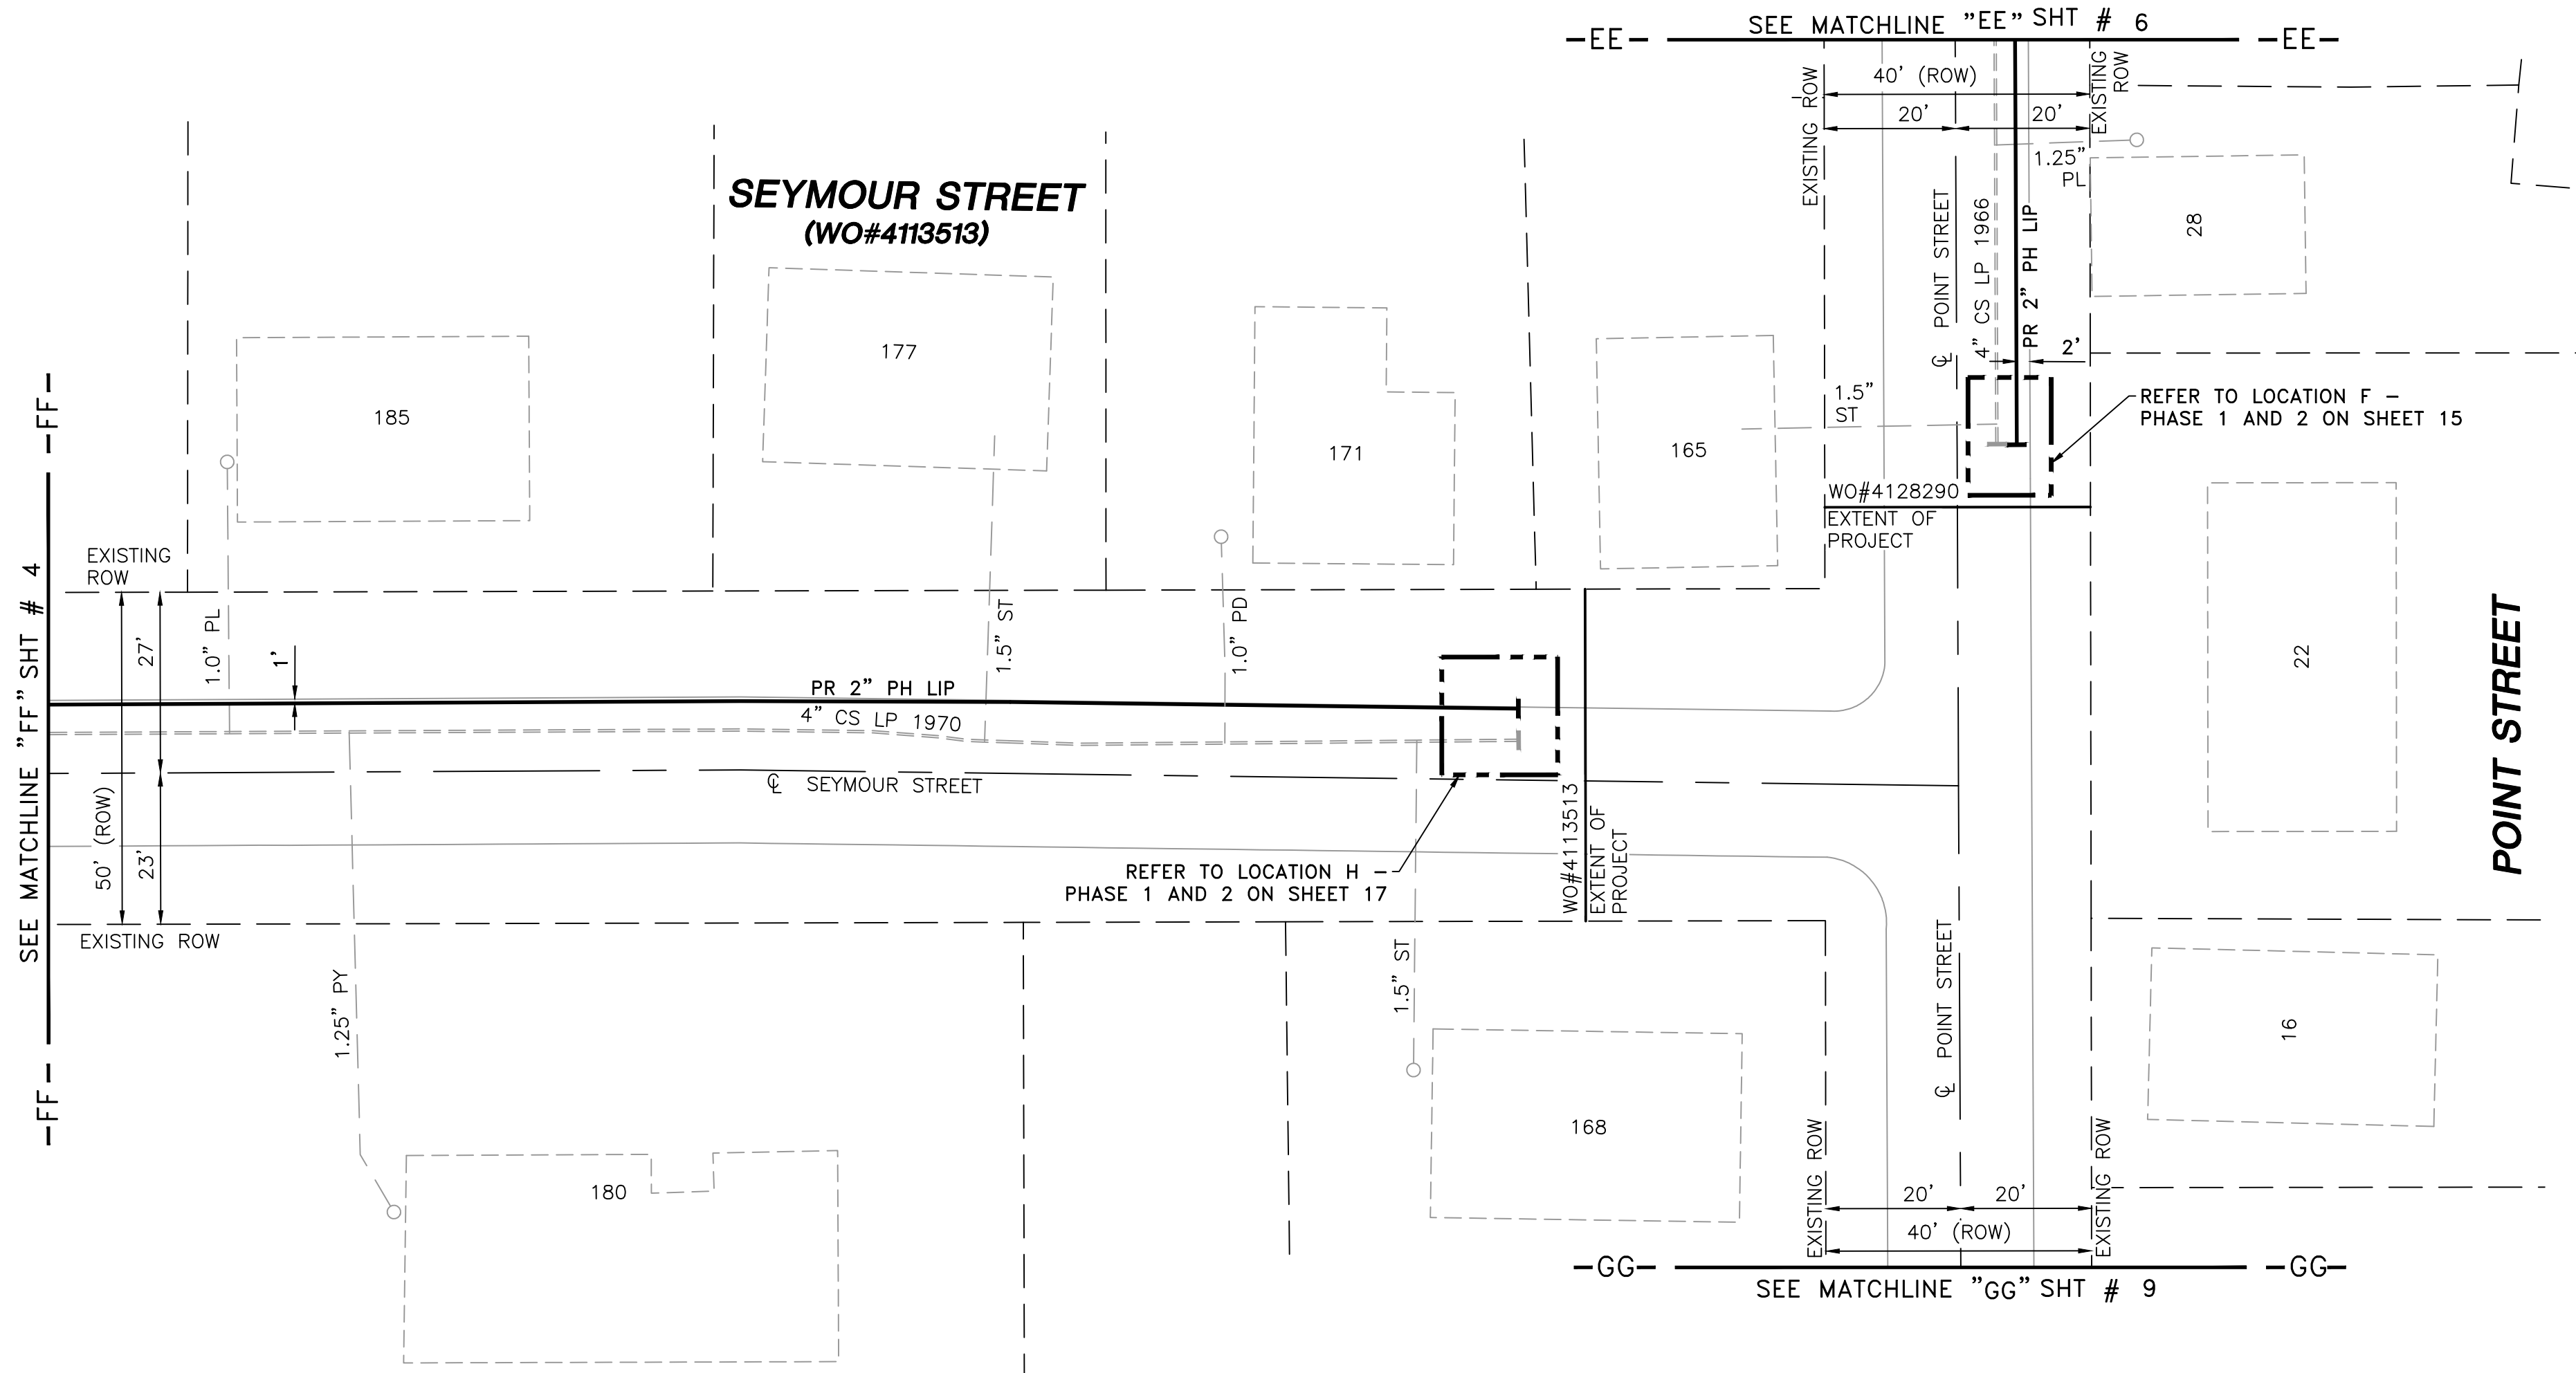 -EE-
SEE MATCHLINE "EE" SHT # 6
-EE-
40' (ROW)
20'
20'
EXISTING ROW
EXISTING
ROW
1.25"
PL
28
POINT STREET
4" CS LP 1966
PR 2" PH LIP
2'
SEYMOUR STREET
(WO#4113513)
177
185
171
165
1.5"
ST
REFER TO LOCATION F –
PHASE 1 AND 2 ON SHEET 15
WO#4128290
EXTENT OF
PROJECT
-FF-
SEE MATCHLINE "FF" SHT # 4
-FF-
EXISTING
ROW
27'
1.0" PL
1'
1.5" ST
1.0" PD
PR 2" PH LIP
4" CS LP 1970
℄ SEYMOUR STREET
50' (ROW)
23'
EXISTING ROW
REFER TO LOCATION H –
PHASE 1 AND 2 ON SHEET 17
WO#4113513
EXTENT OF
PROJECT
22
POINT STREET
1.25" PY
1.5" ST
℄ POINT STREET
16
168
180
EXISTING ROW
EXISTING ROW
20'
20'
40' (ROW)
-GG-
SEE MATCHLINE "GG" SHT # 9
-GG-